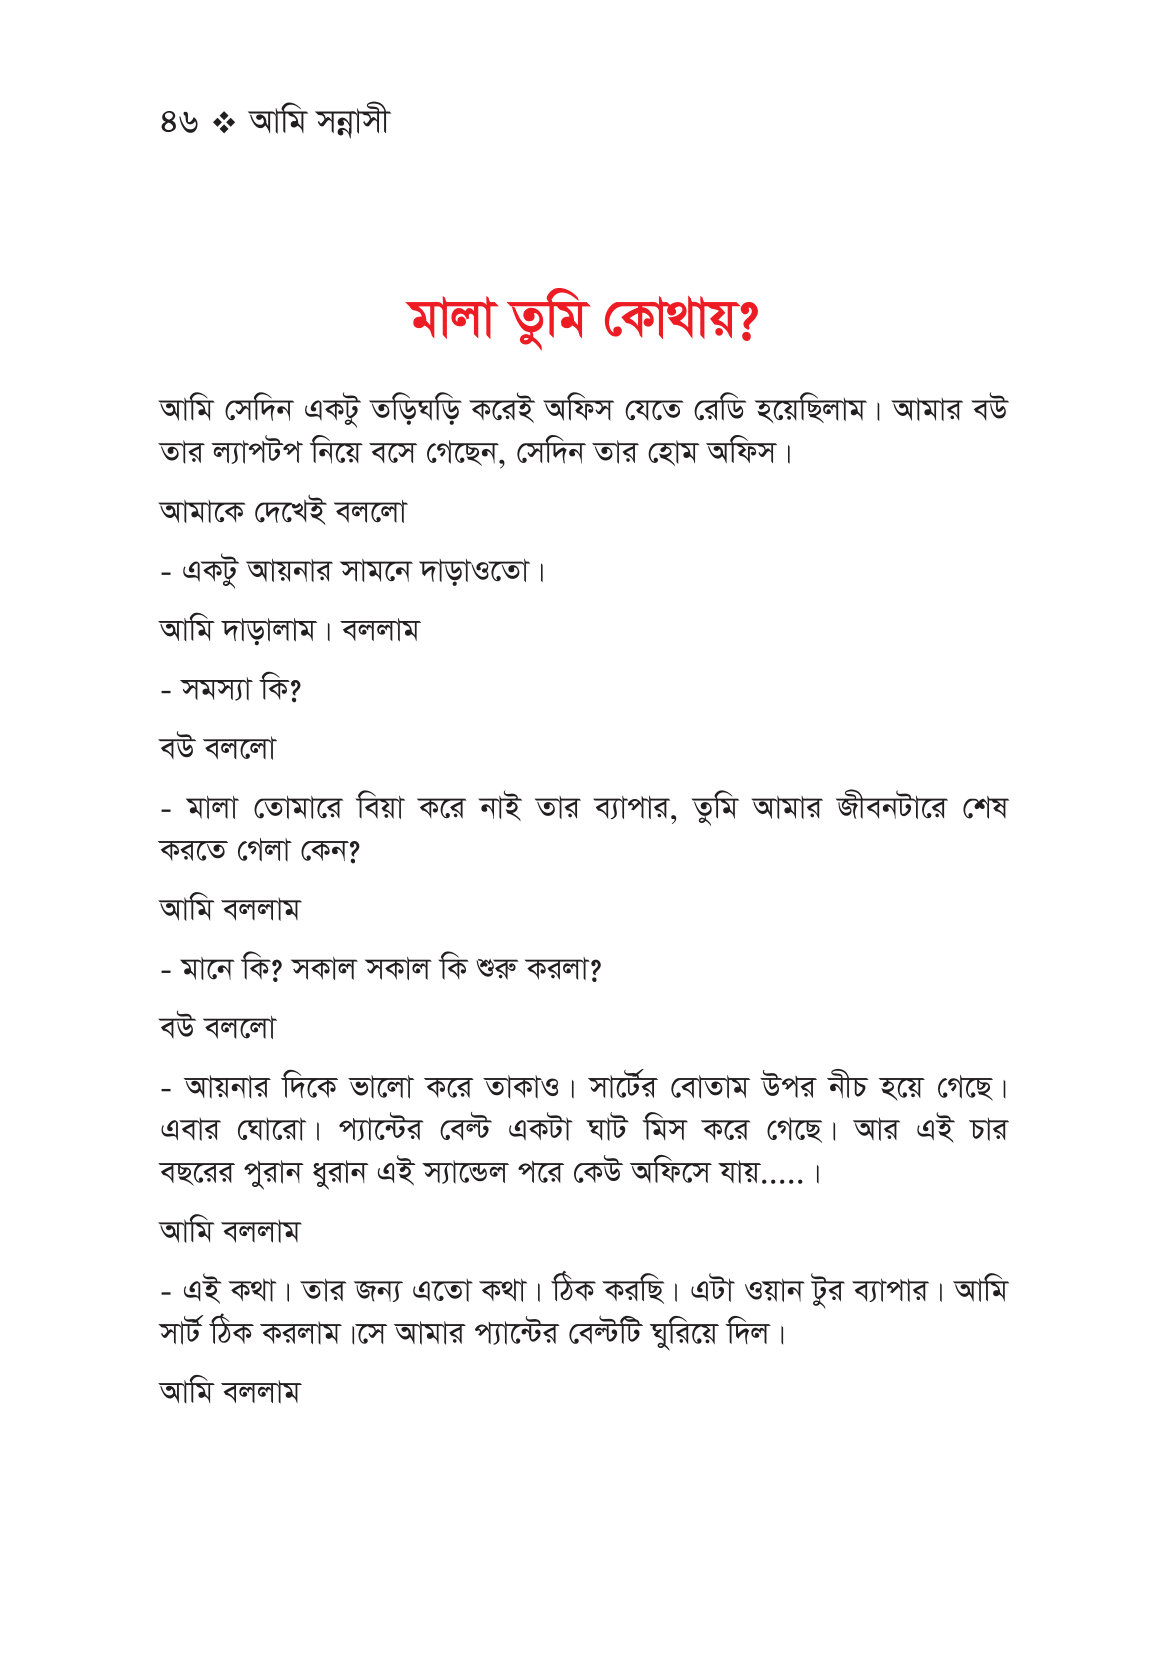 ৪৬ ❖ আমি সন্নাসী
মালা তুমি কোথায়?
আমি সেদিন একটু তড়িঘড়ি করেই অফিস যেতে রেডি হয়েছিলাম। আমার বউ
তার ল্যাপটপ নিয়ে বসে গেছেন, সেদিন তার হোম অফিস।
আমাকে দেখেই বললো
- একটু আয়নার সামনে দাড়াওতো।
আমি দাড়ালাম। বললাম
- সমস্যা কি?
বউ বললো
- মালা তোমারে বিয়া করে নাই তার ব্যাপার, তুমি আমার জীবনটারে শেষ
করতে গেলা কেন?
আমি বললাম
- মানে কি? সকাল সকাল কি শুরু করলা?
বউ বললো
- আয়নার দিকে ভালো করে তাকাও। সার্টের বোতাম উপর নীচ হয়ে গেছে।
এবার ঘোরো। প্যান্টের বেল্ট একটা ঘাট মিস করে গেছে। আর এই চার
বছরের পুরান ধুরান এই স্যান্ডেল পরে কেউ অফিসে যায়.....।
আমি বললাম
- এই কথা। তার জন্য এতো কথা। ঠিক করছি। এটা ওয়ান টুর ব্যাপার। আমি
সার্ট ঠিক করলাম।সে আমার প্যান্টের বেল্টটি ঘুরিয়ে দিল।
আমি বললাম